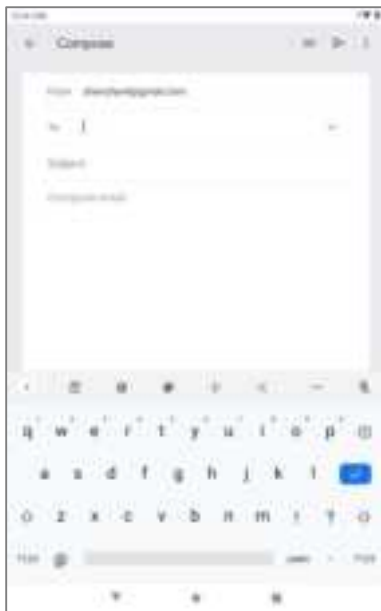 Compose
From
To
Subject
Compose email
q w e r t y u i o p
a s d f g h j k l
z x c v b n m ! ?
@